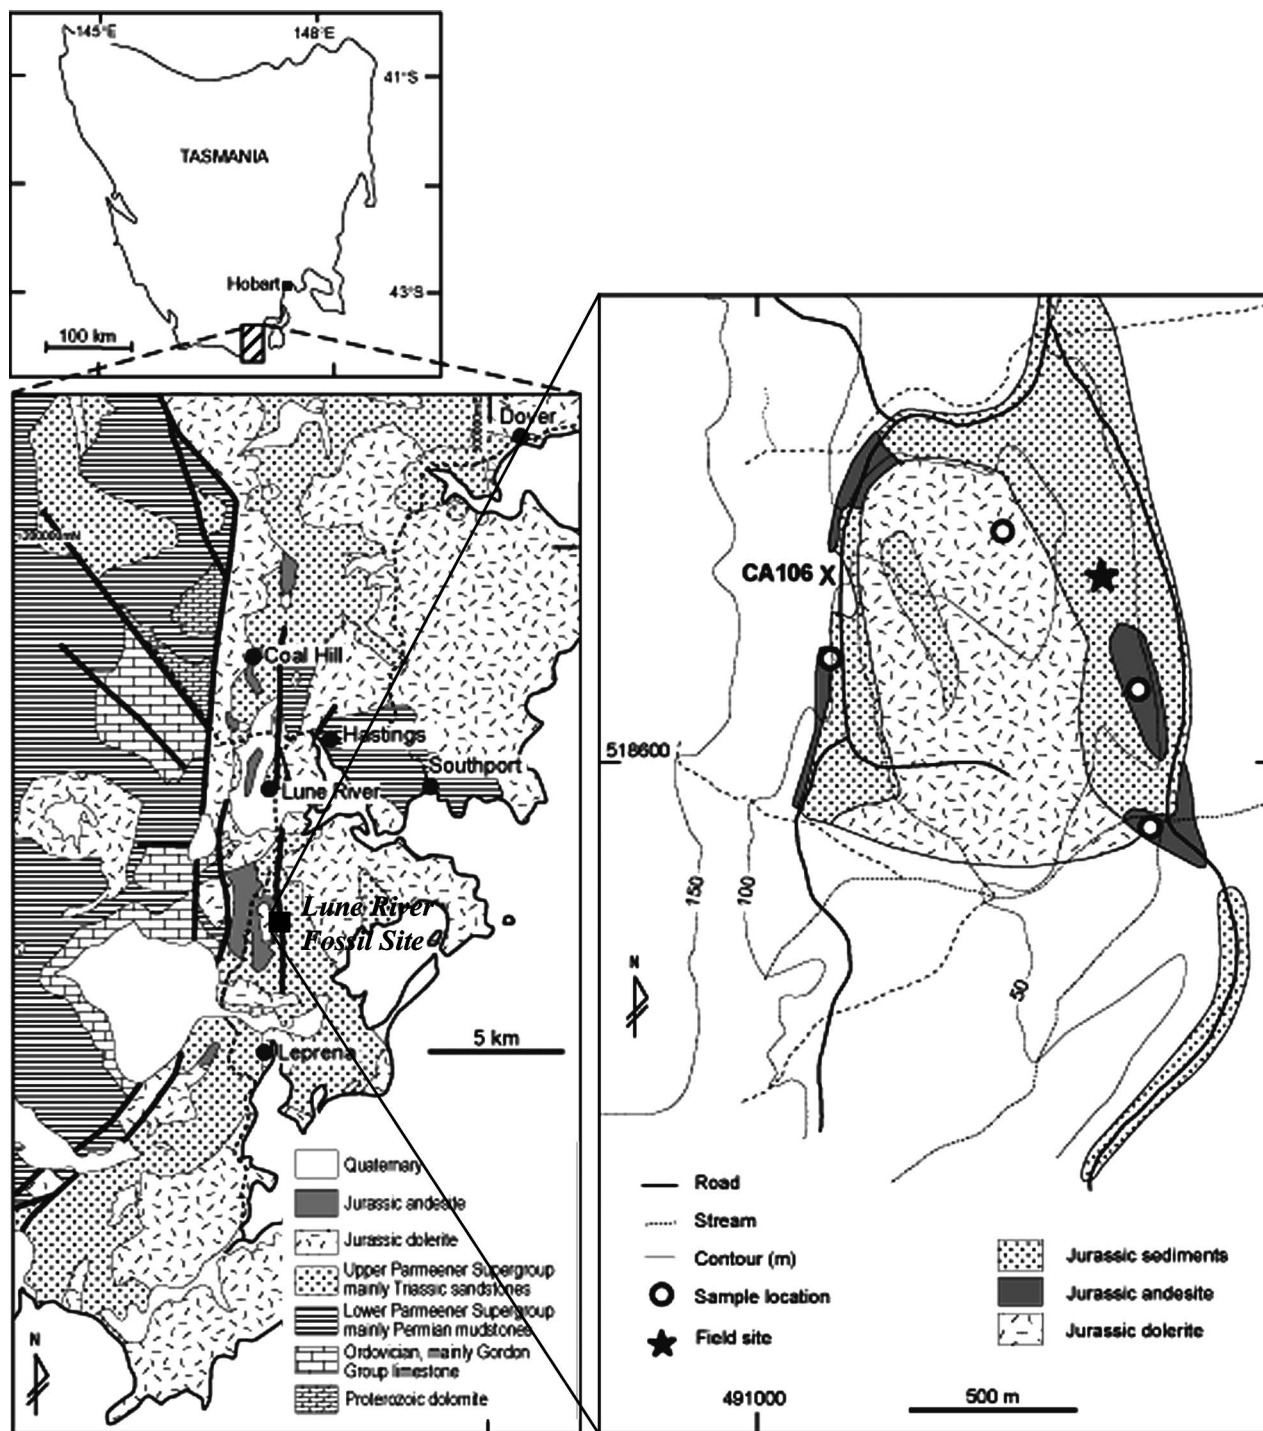 145°E
148°E
41°S
TASMANIA
Hobart
43°S
100 km
Dover
Coal Hill
Hastings
Southport
Lune River
Lune River
Fossil Site
5 km
Leprena
Quaternary
Jurassic andesite
Jurassic dolerite
Upper Parmeener Supergroup
mainly Triassic sandstones
Lower Parmeener Supergroup
mainly Permian mudstones
Ordovician, mainly Gordon
Group limestone
Proterozoic dolomite
N
CA106 X
518600
150
100
50
N
Road
Stream
Contour (m)
Sample location
Field site
Jurassic sediments
Jurassic andesite
Jurassic dolerite
491000
500 m